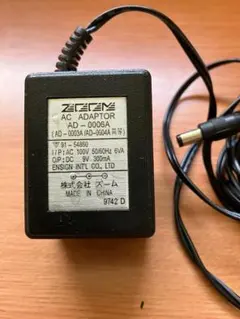 ZOOM
AC ADAPTOR
AD-0006A
(AD-0003A/AD-0004A 同等)
91-54860
I/P: AC 100V 50/60Hz 6VA
O/P: DC 9V 300mA
ENSIGN INT'L CO., LTD
株式会社 ズーム
MADE IN CHINA
9742 D